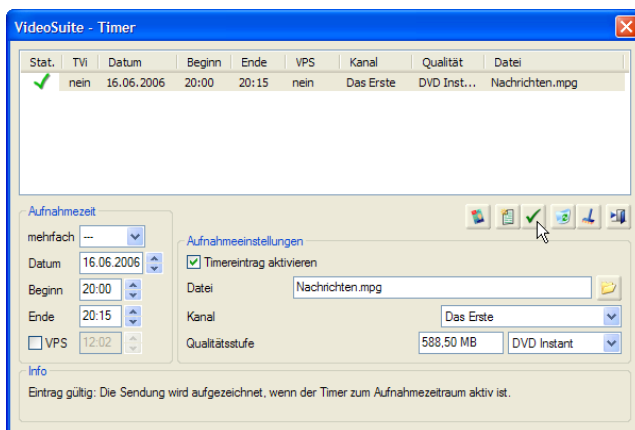 VideoSuite - Timer
Stat. TVi Datum Beginn Ende VPS Kanal Qualität Datei
nein 16.06.2006 20:00 20:15 nein Das Erste DVD Inst... Nachrichten.mpg
Aufnahmezeit
mehrfach ---
Datum 16.06.2006
Beginn 20:00
Ende 20:15
VPS 12:02
Aufnahmeeinstellungen
Timereintrag aktivieren
Datei Nachrichten.mpg
Kanal Das Erste
Qualitätsstufe 588,50 MB DVD Instant
Info
Eintrag gültig: Die Sendung wird aufgezeichnet, wenn der Timer zum Aufnahmezeitraum aktiv ist.